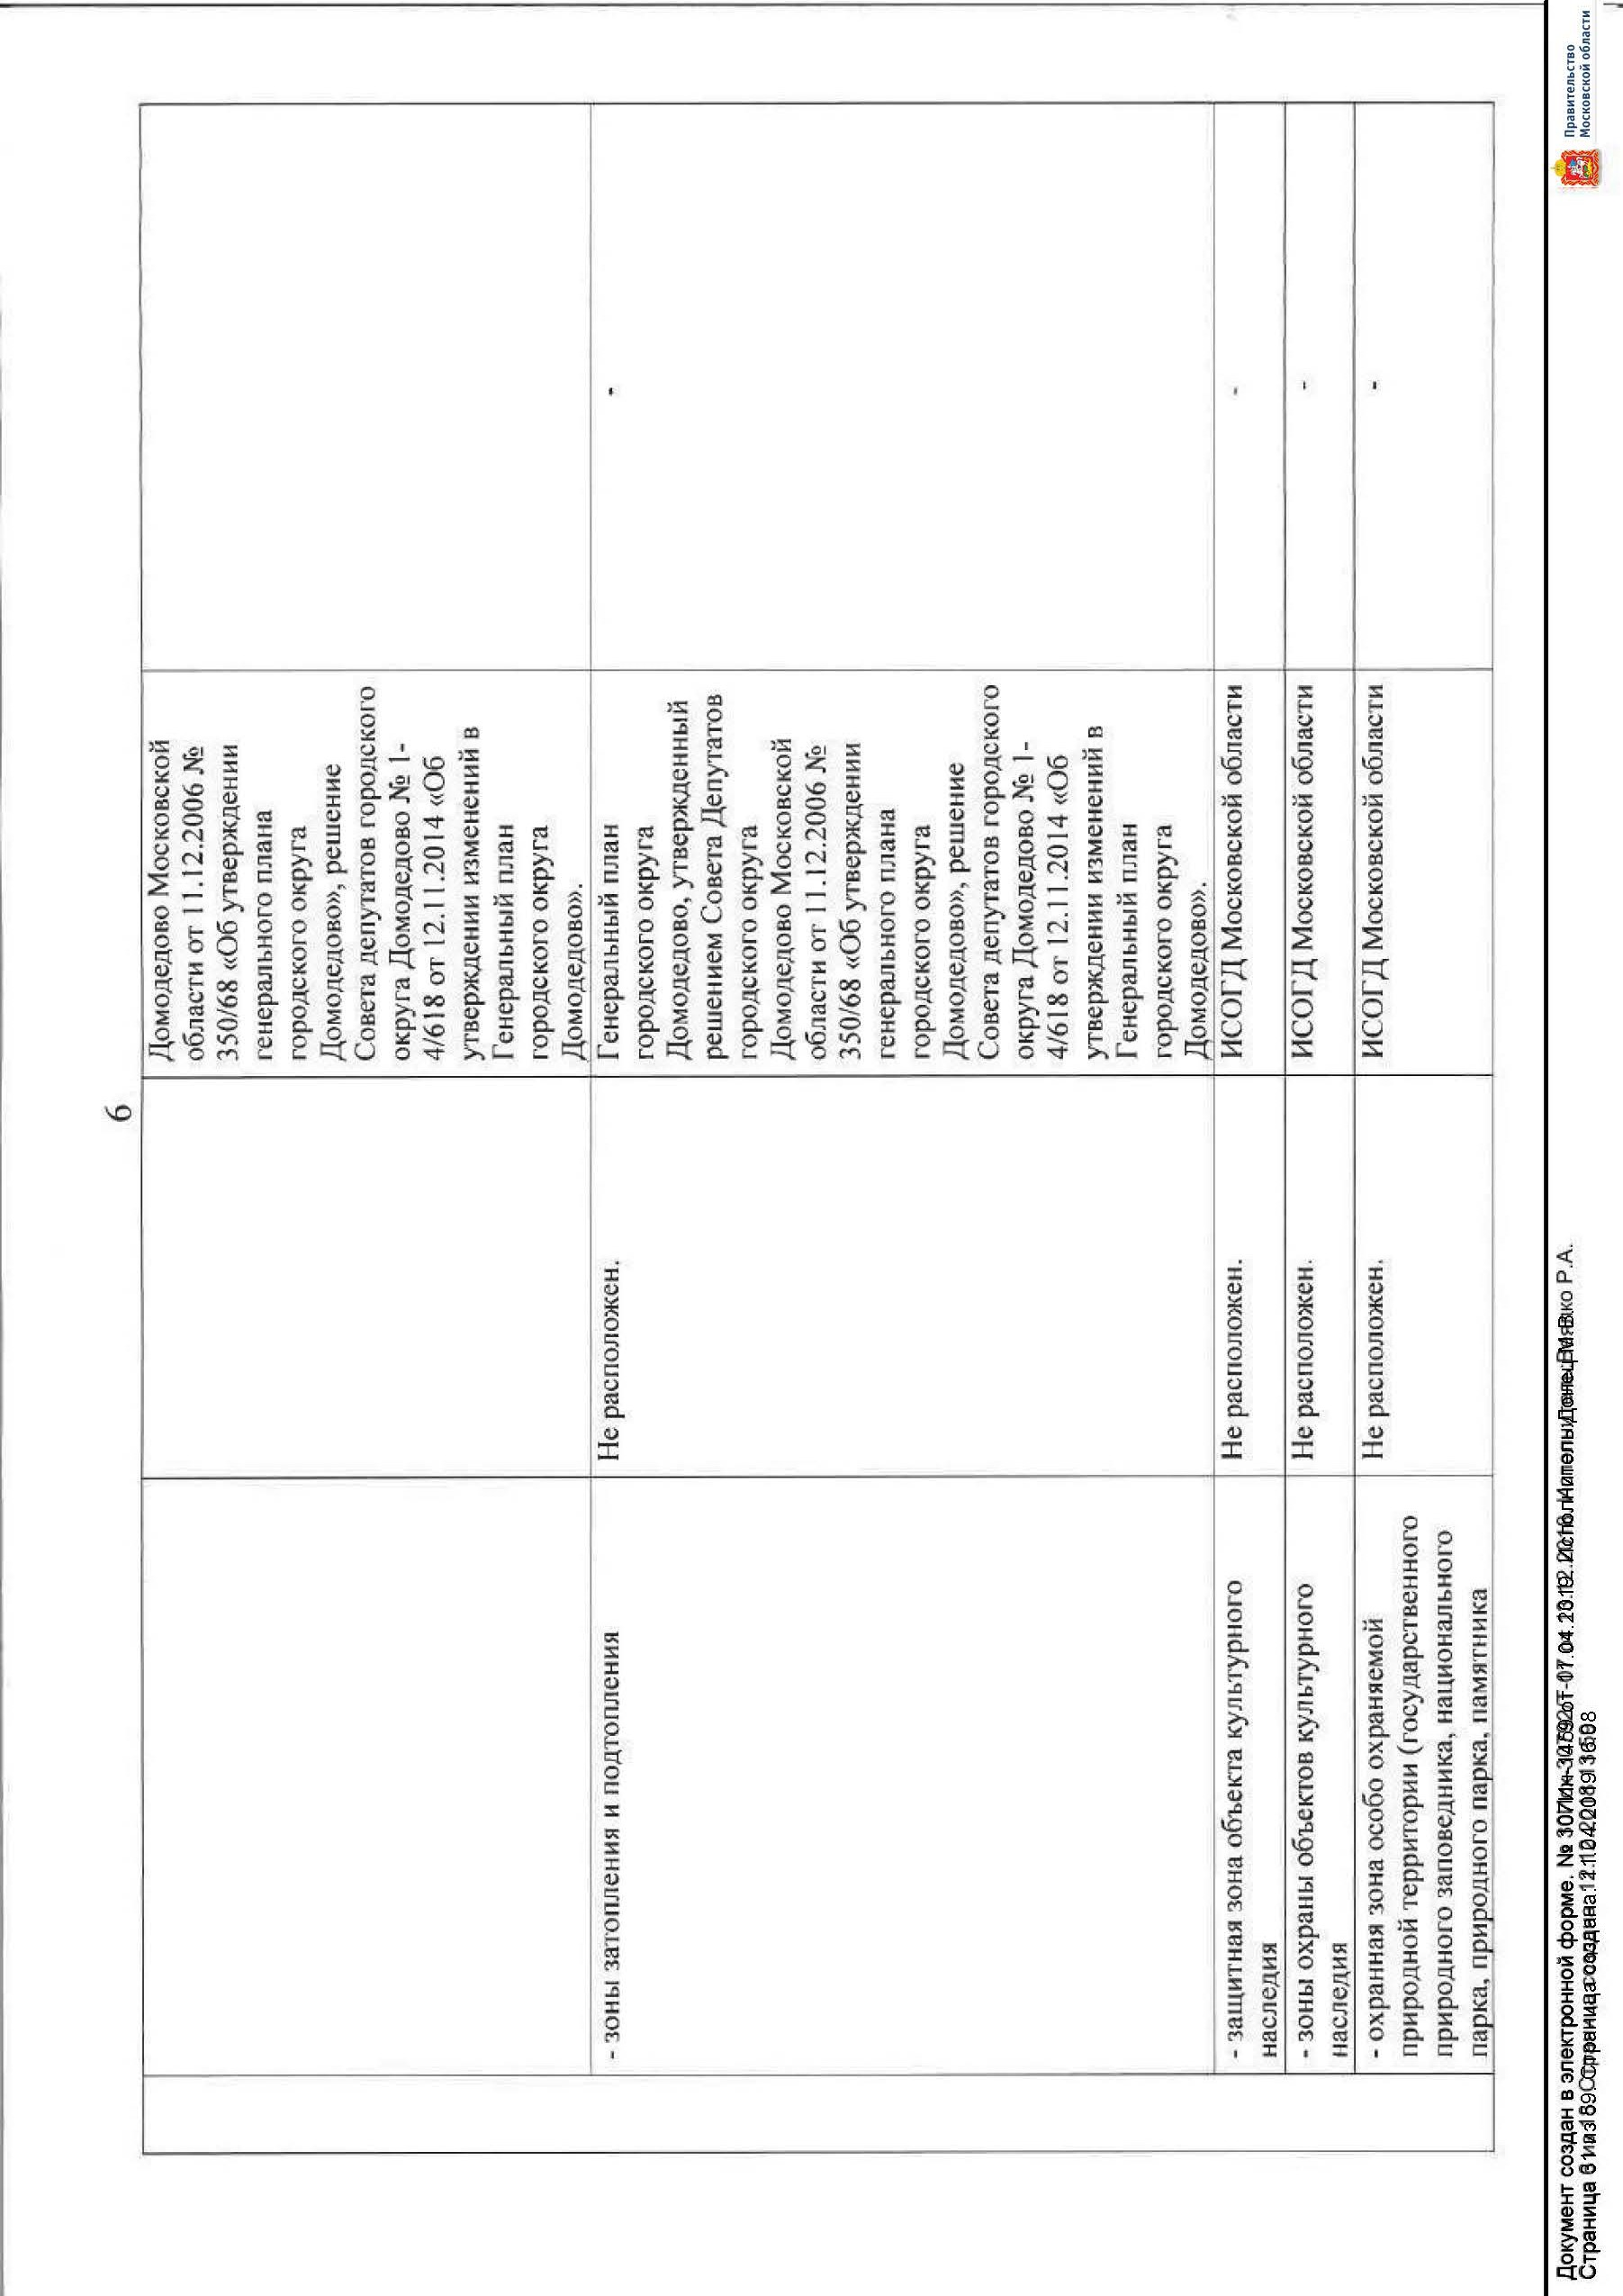 6
Домодедово Московской
области от 11.12.2006 №
350/68 «Об утверждении
генерального плана
городского округа
Домодедово», решение
Совета депутатов городского
округа Домодедово № 1-
4/618 от 12.11.2014 «Об
утверждении изменений в
Генеральный план
городского округа
Домодедово».
- зоны затопления и подтопления
Не расположен.
Генеральный план
городского округа
Домодедово, утвержденный
решением Совета Депутатов
городского округа
Домодедово Московской
области от 11.12.2006 №
350/68 «Об утверждении
генерального плана
городского округа
Домодедово», решение
Совета депутатов городского
округа Домодедово № 1-
4/618 от 12.11.2014 «Об
утверждении изменений в
Генеральный план
городского округа
Домодедово».
-
- защитная зона объекта культурного
наследия
Не расположен.
ИСОГД Московской области
-
- зоны охраны объектов культурного
наследия
Не расположен.
ИСОГД Московской области
-
- охранная зона особо охраняемой
природной территории (государственного
природного заповедника, национального
парка, природного парка, памятника
Не расположен.
ИСОГД Московской области
-
Документ создан в электронной форме. №
Страница
Правительство
Московской области